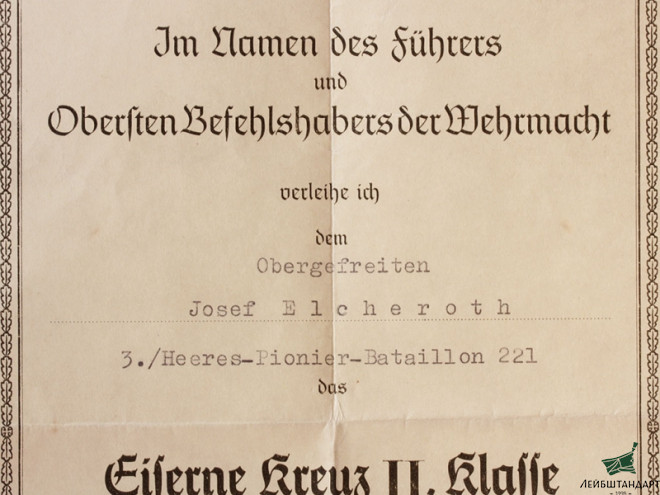 Im Namen des Führers
und
Obersten Befehlshabers der Wehrmacht
verleihe ich
dem
Obergefreiten
Josef Elcheroth
3./Heeres-Pionier-Bataillon 221
das
Eiserne Kreuz II. Klasse
ЛЕЙБШТАНДАРТ
- 1998 -